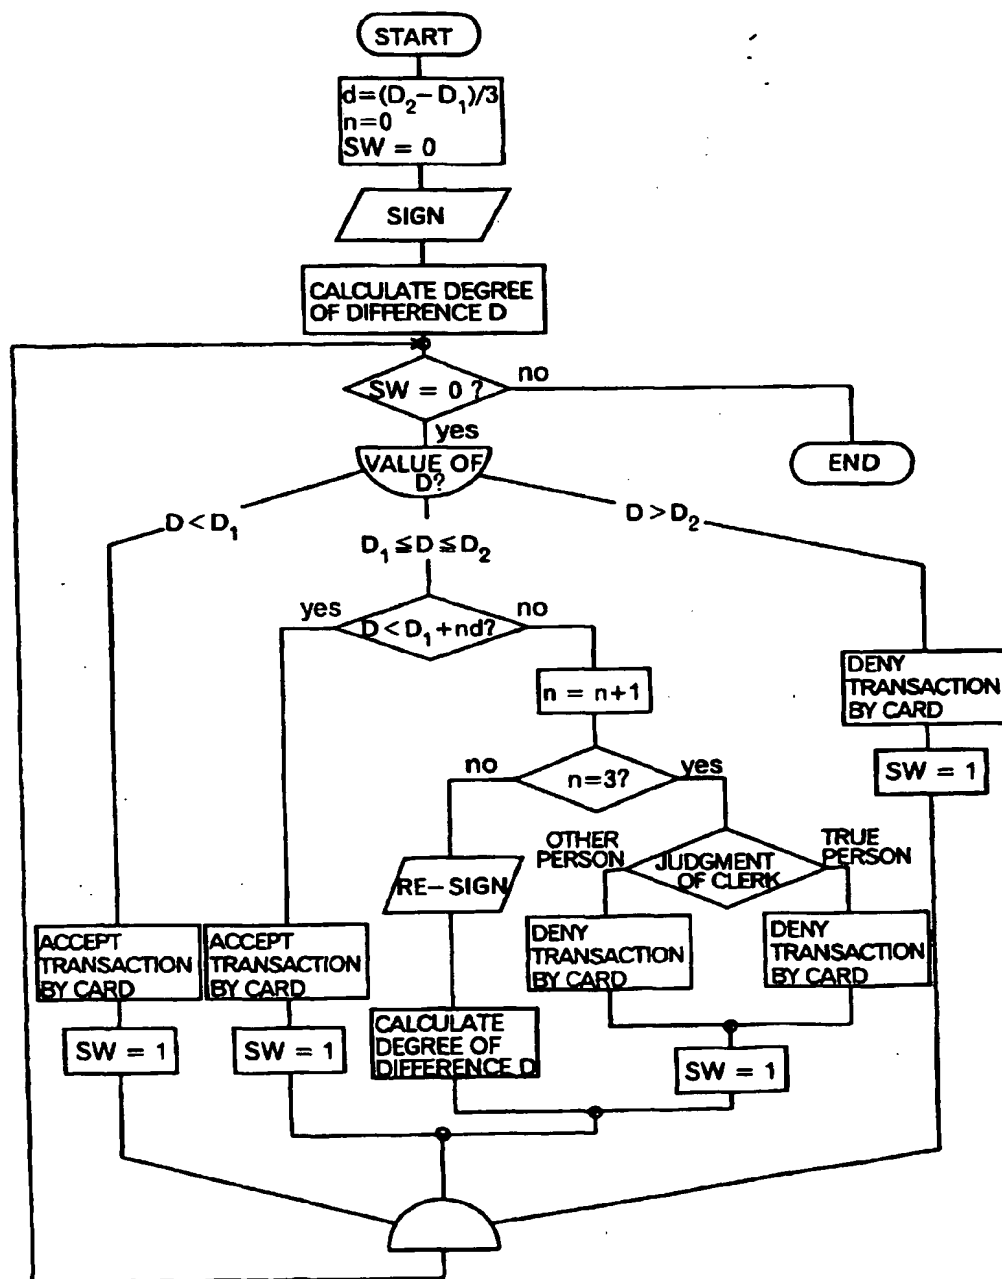 START
d=(D₂−D₁)/3
n=0
SW = 0
SIGN
CALCULATE DEGREE
OF DIFFERENCE D
SW = 0 ?
no
yes
END
VALUE OF
D?
D < D₁
D₁ ≦ D ≦ D₂
D > D₂
yes
D < D₁ + nd?
no
n = n+1
DENY
TRANSACTION
BY CARD
SW = 1
no
n=3?
yes
OTHER
PERSON
JUDGMENT
OF CLERK
TRUE
PERSON
RE-SIGN
ACCEPT
TRANSACTION
BY CARD
ACCEPT
TRANSACTION
BY CARD
DENY
TRANSACTION
BY CARD
DENY
TRANSACTION
BY CARD
SW = 1
SW = 1
CALCULATE
DEGREE OF
DIFFERENCE D
SW = 1